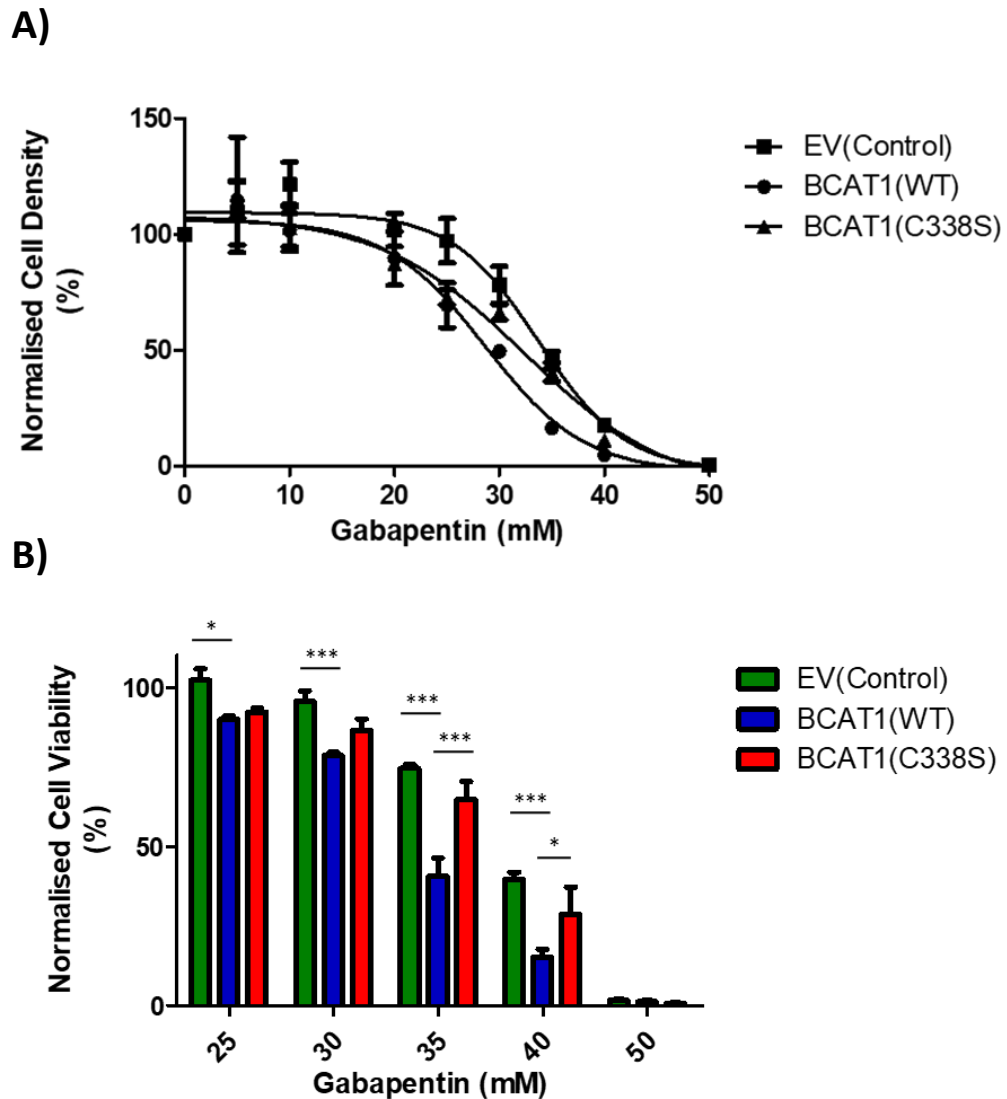 A)
Normalised Cell Density
(%)
150
100
50
0
0 10 20 30 40 50
Gabapentin (mM)
EV(Control)
BCAT1(WT)
BCAT1(C338S)
B)
Normalised Cell Viability
(%)
100
50
0
* *** *** *** *** *
25 30 35 40 50
Gabapentin (mM)
EV(Control)
BCAT1(WT)
BCAT1(C338S)